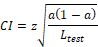 CI = z√(a(1 − a)/L_test)